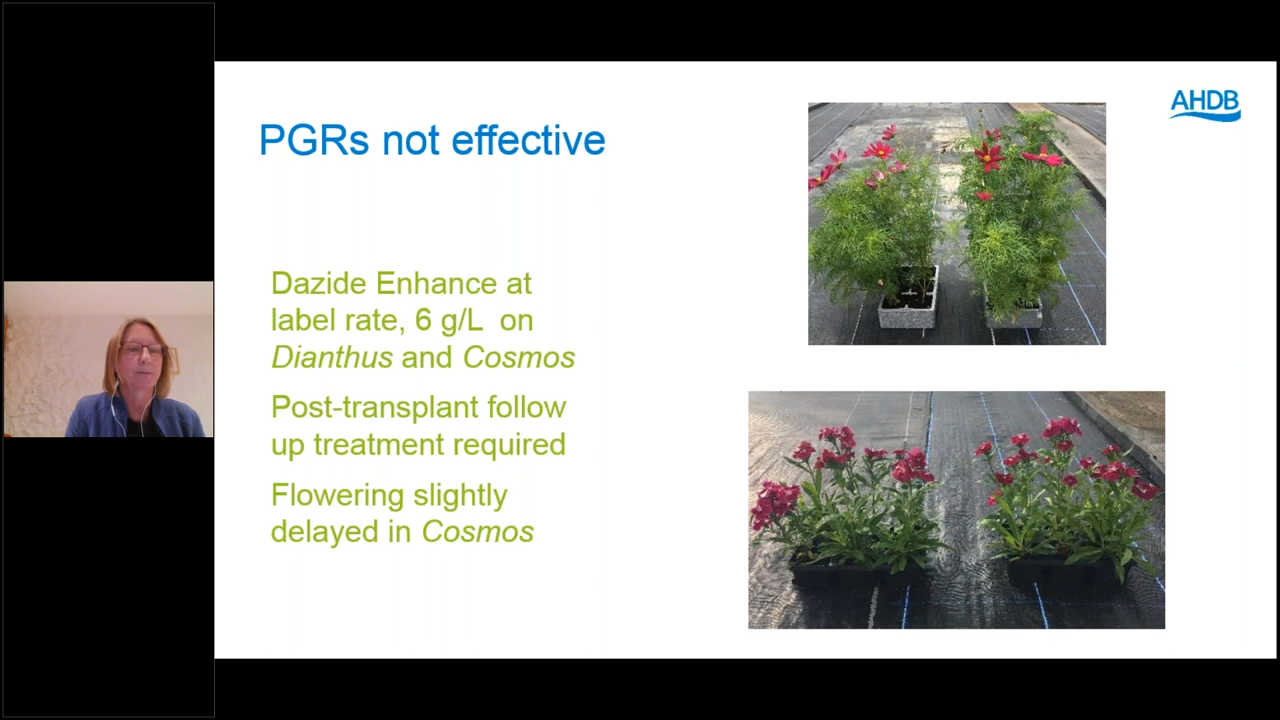 AHDB
PGRs not effective
Dazide Enhance at
label rate, 6 g/L on
Dianthus and Cosmos
Post-transplant follow
up treatment required
Flowering slightly
delayed in Cosmos